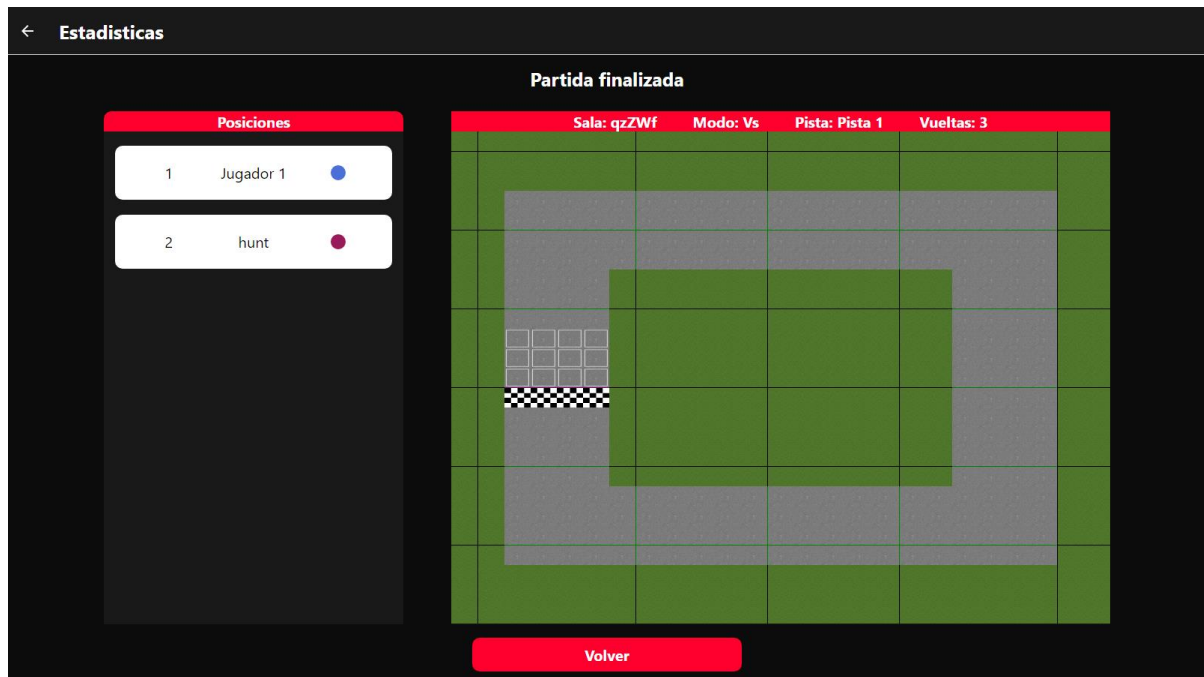 ← Estadisticas
Partida finalizada
Posiciones
1 Jugador 1
2 hunt
Sala: qzZWf Modo: Vs Pista: Pista 1 Vueltas: 3
Volver